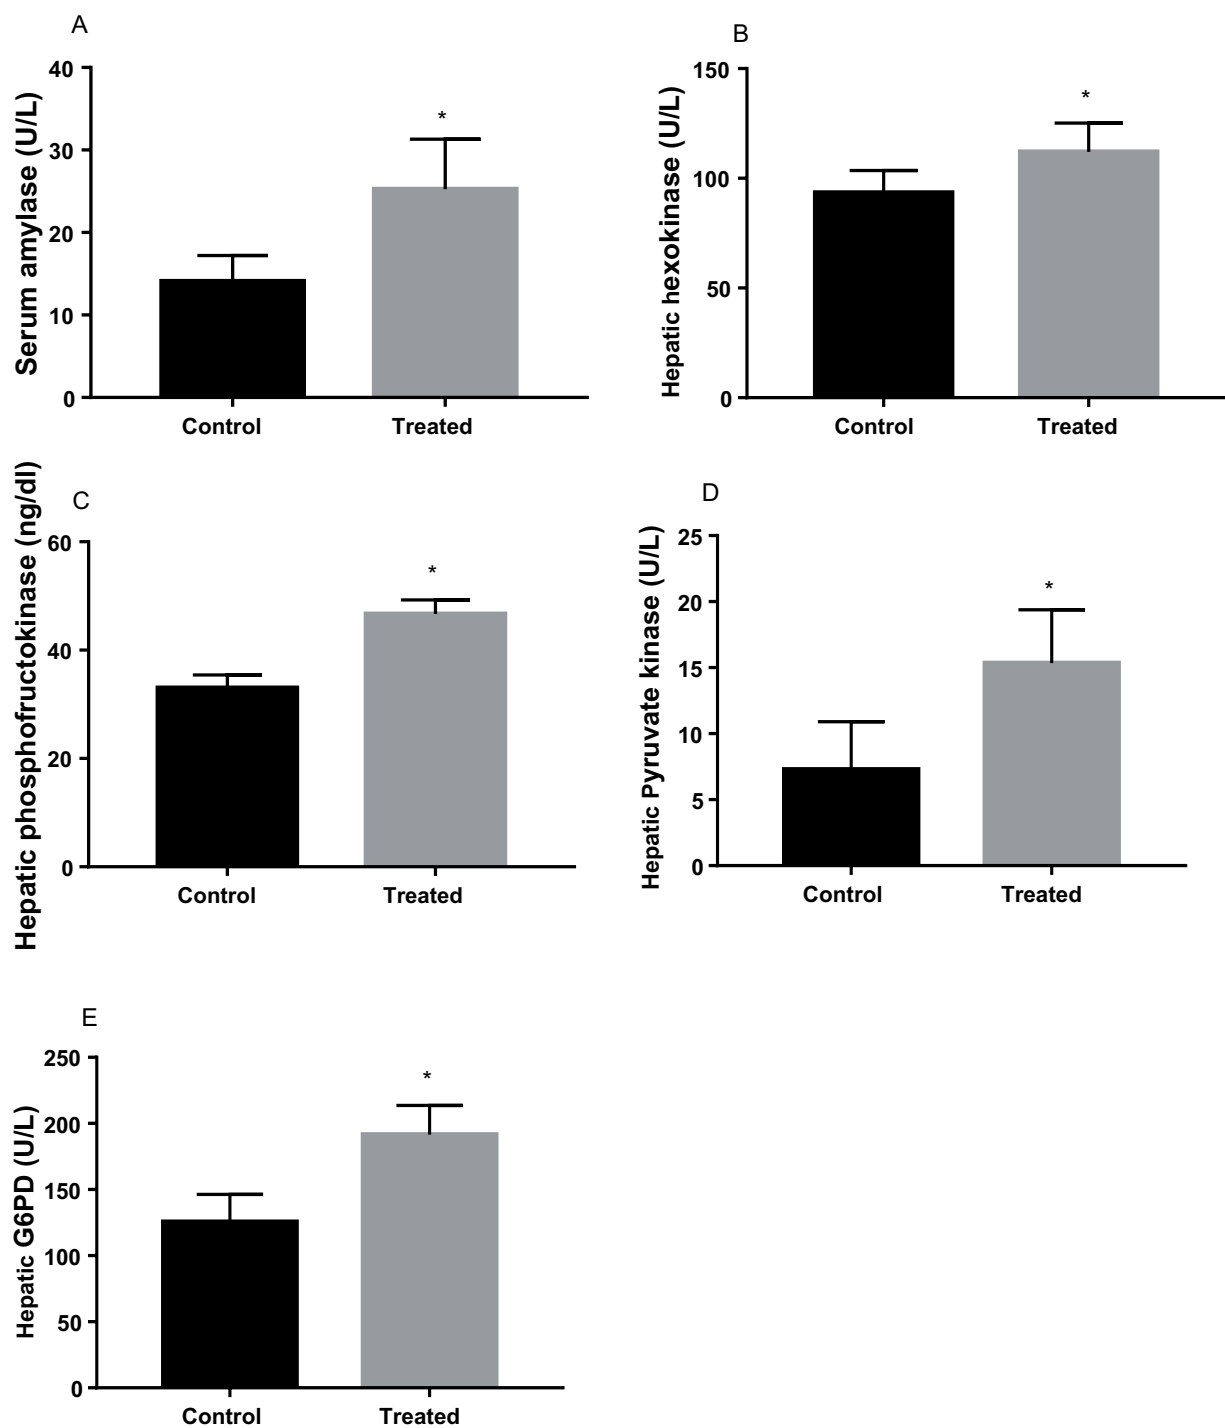 A
Serum amylase (U/L)
40
30
20
10
0
*
Control Treated
B
Hepatic hexokinase (U/L)
150
100
50
0
*
Control Treated
C
Hepatic phosphofructokinase (ng/dl)
60
40
20
0
*
Control Treated
D
Hepatic Pyruvate kinase (U/L)
25
20
15
10
5
0
*
Control Treated
E
Hepatic G6PD (U/L)
250
200
150
100
50
0
*
Control Treated